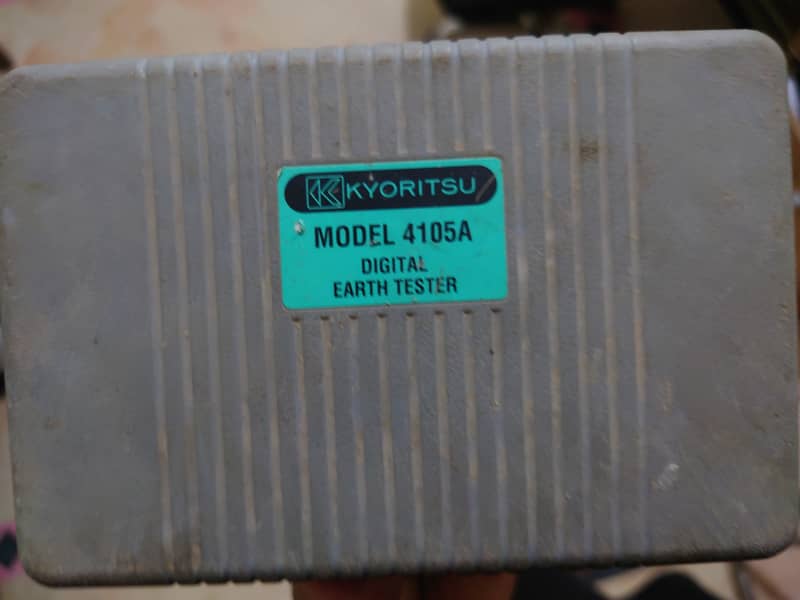 KYORITSU
MODEL 4105A
DIGITAL
EARTH TESTER